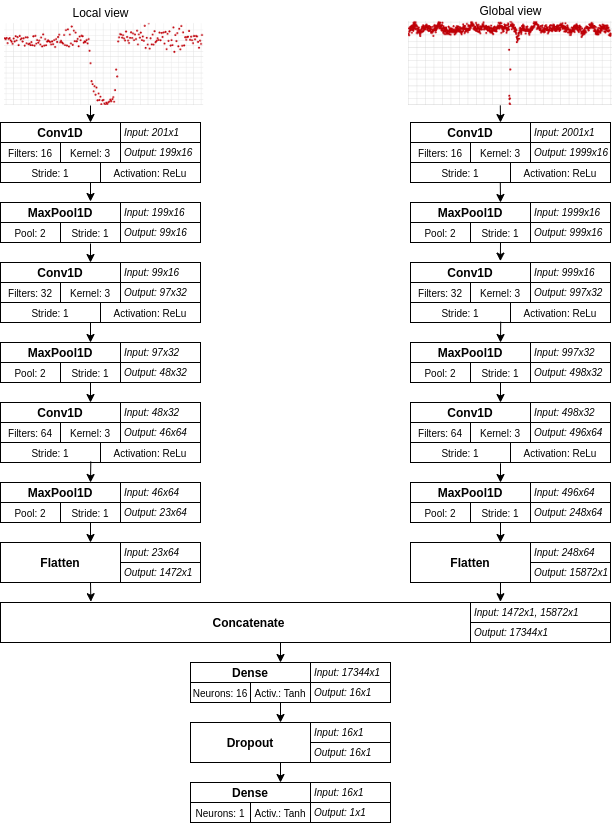 Local view
Global view
Conv1D
Input: 201x1
Filters: 16
Kernel: 3
Output: 199x16
Stride: 1
Activation: ReLu
MaxPool1D
Input: 199x16
Pool: 2
Stride: 1
Output: 99x16
Conv1D
Input: 99x16
Filters: 32
Kernel: 3
Output: 97x32
Stride: 1
Activation: ReLu
MaxPool1D
Input: 97x32
Pool: 2
Stride: 1
Output: 48x32
Conv1D
Input: 48x32
Filters: 64
Kernel: 3
Output: 46x64
Stride: 1
Activation: ReLu
MaxPool1D
Input: 46x64
Pool: 2
Stride: 1
Output: 23x64
Flatten
Input: 23x64
Output: 1472x1
Conv1D
Input: 2001x1
Filters: 16
Kernel: 3
Output: 1999x16
Stride: 1
Activation: ReLu
MaxPool1D
Input: 1999x16
Pool: 2
Stride: 1
Output: 999x16
Conv1D
Input: 999x16
Filters: 32
Kernel: 3
Output: 997x32
Stride: 1
Activation: ReLu
MaxPool1D
Input: 997x32
Pool: 2
Stride: 1
Output: 498x32
Conv1D
Input: 498x32
Filters: 64
Kernel: 3
Output: 496x64
Stride: 1
Activation: ReLu
MaxPool1D
Input: 496x64
Pool: 2
Stride: 1
Output: 248x64
Flatten
Input: 248x64
Output: 15872x1
Concatenate
Input: 1472x1, 15872x1
Output: 17344x1
Dense
Input: 17344x1
Neurons: 16
Activ.: Tanh
Output: 16x1
Dropout
Input: 16x1
Output: 16x1
Dense
Input: 16x1
Neurons: 1
Activ.: Tanh
Output: 1x1